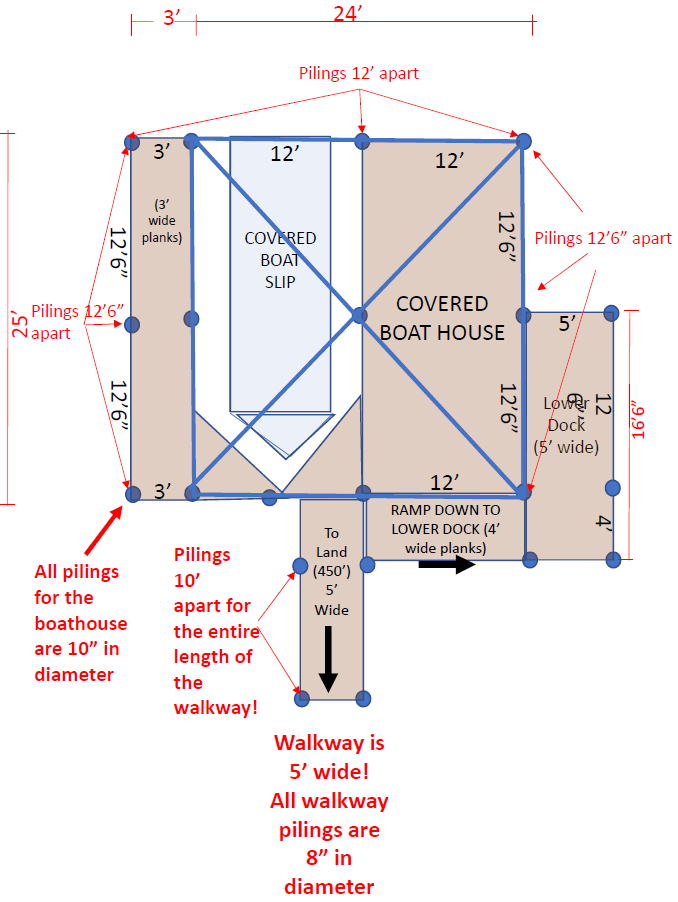 3’
24’
Pilings 12’ apart
3’
12’
12’
(3’
wide
planks)
12’6”
12’6”
COVERED
BOAT
SLIP
Pilings 12’6” apart
25’
Pilings 12’6”
apart
COVERED
BOAT HOUSE
5’
12’6”
12’6”
12
6”
Lower
Dock
(5’ wide)
16’6”
3’
12’
4’
RAMP DOWN TO
LOWER DOCK (4’
wide planks)
To
Land
(450’)
5’
Wide
All pilings
for the
boathouse
are 10” in
diameter
Pilings
10’
apart for
the entire
length of
the
walkway!
Walkway is
5’ wide!
All walkway
pilings are
8” in
diameter